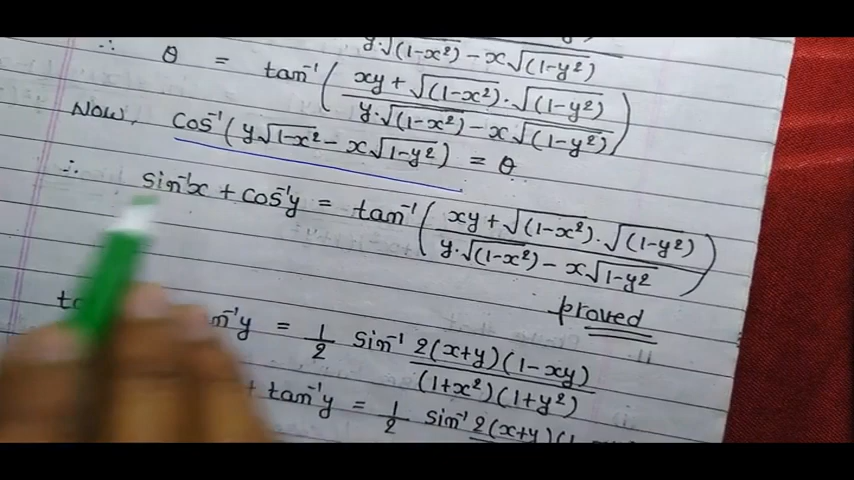 y.√(1-x²) - x√(1-y²)
∴ θ = tan⁻¹ ( xy + √(1-x²) . √(1-y²) / y.√(1-x²) - x√(1-y²) )
Now, cos⁻¹ ( y√1-x² - x√1-y² ) = θ
∴ sin⁻¹x + cos⁻¹y = tan⁻¹ ( xy + √(1-x²) . √(1-y²) / y.√(1-x²) - x√1-y² )
proved
y = 1/2 sin⁻¹ 2(x+y)(1-xy) / (1+x²)(1+y²)
+ tan⁻¹y = 1/2 sin⁻¹ 2(x+y)(1